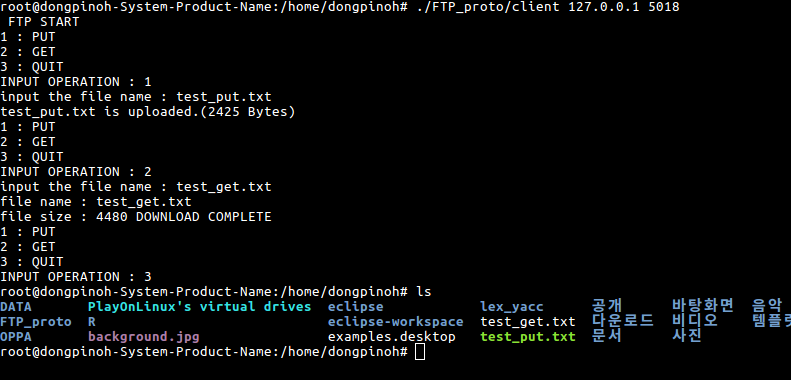 root@dongpinoh-System-Product-Name:/home/dongpinoh# ./FTP_proto/client 127.0.0.1 5018
 FTP START
1 : PUT
2 : GET
3 : QUIT
INPUT OPERATION : 1
input the file name : test_put.txt
test_put.txt is uploaded.(2425 Bytes)
1 : PUT
2 : GET
3 : QUIT
INPUT OPERATION : 2
input the file name : test_get.txt
file name : test_get.txt
file size : 4480 DOWNLOAD COMPLETE
1 : PUT
2 : GET
3 : QUIT
INPUT OPERATION : 3
root@dongpinoh-System-Product-Name:/home/dongpinoh# ls
DATA       PlayOnLinux's virtual drives  eclipse            lex_yacc      공개      바탕화면  음악
FTP_proto  R                             eclipse-workspace  test_get.txt  다운로드  비디오    템플릿
OPPA       background.jpg                examples.desktop   test_put.txt  문서      사진
root@dongpinoh-System-Product-Name:/home/dongpinoh#